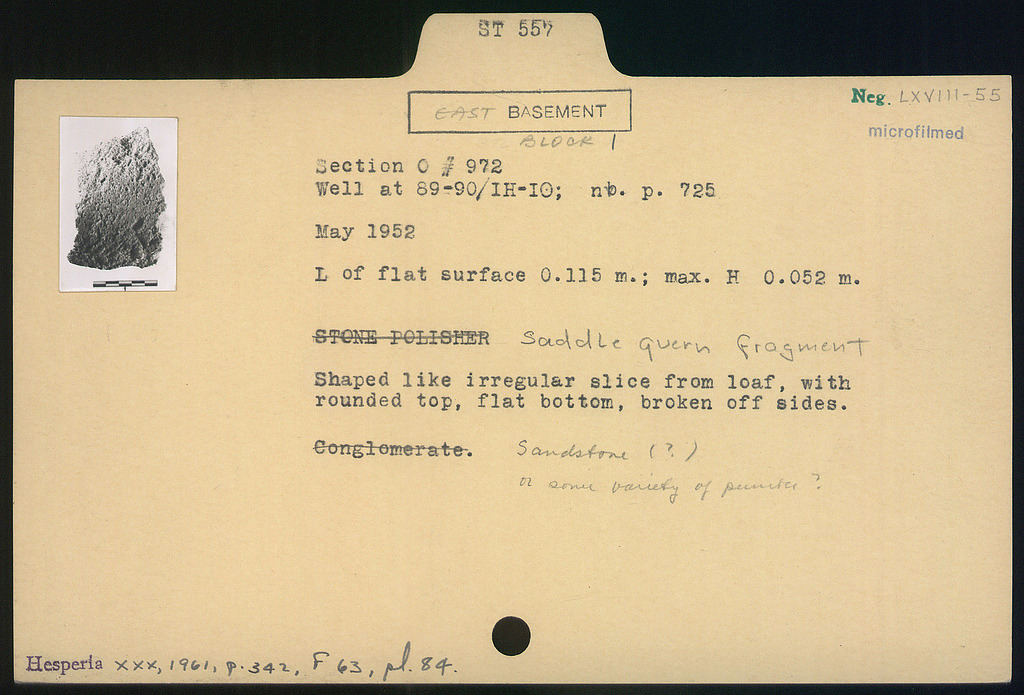 ST 557
EAST BASEMENT
BLOCK 1
Neg. LXVIII-55
microfilmed
Section O # 972
Well at 89-90/IH-IO; nb. p. 725
May 1952
L of flat surface 0.115 m.; max. H 0.052 m.
STONE POLISHER Saddle quern fragment
Shaped like irregular slice from loaf, with
rounded top, flat bottom, broken off sides.
Conglomerate. Sandstone (?)
or some variety of pumice?
Hesperia xxx, 1961, p. 342, F 63, pl. 84.